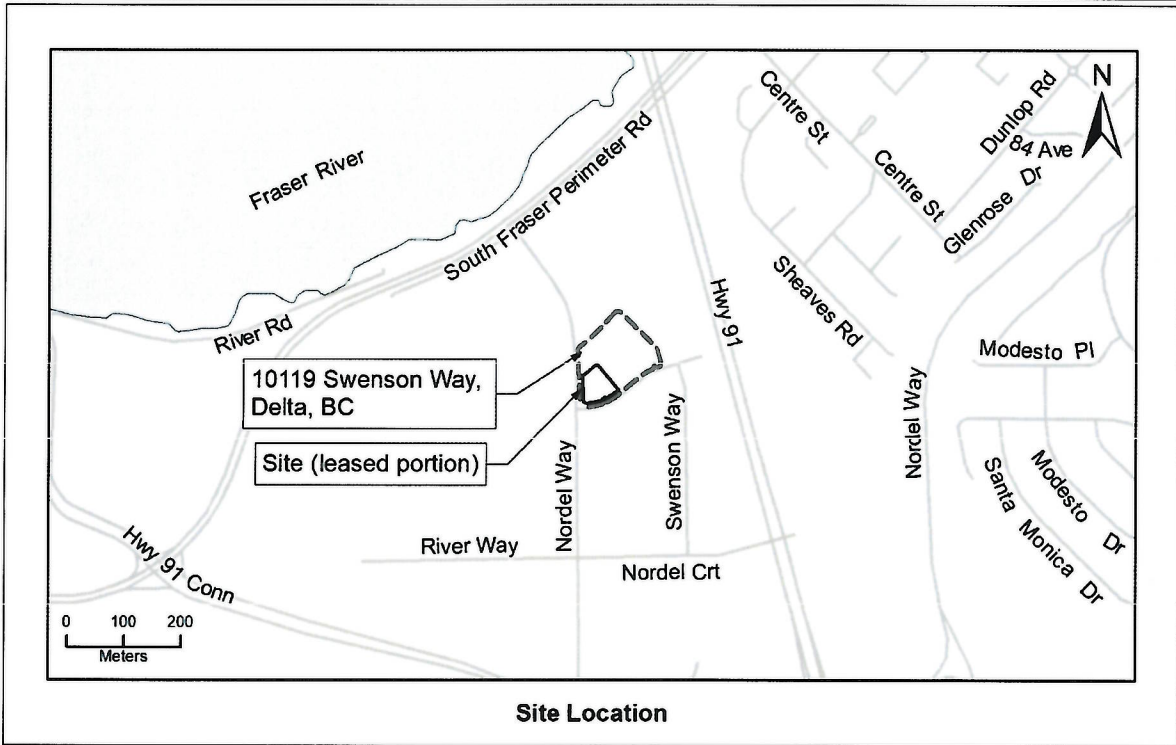 N
Centre St
Dunlop Rd
84 Ave
Fraser River
South Fraser Perimeter Rd
Centre St
Glenrose Dr
Sheaves Rd
Hwy 91
River Rd
Modesto Pl
10119 Swenson Way,
Delta, BC
Nordel Way
Swenson Way
Nordel Way
Site (leased portion)
Santa Monica Dr
Modesto Dr
River Way
Nordel Crt
Hwy 91 Conn
0 100 200
Meters
Site Location